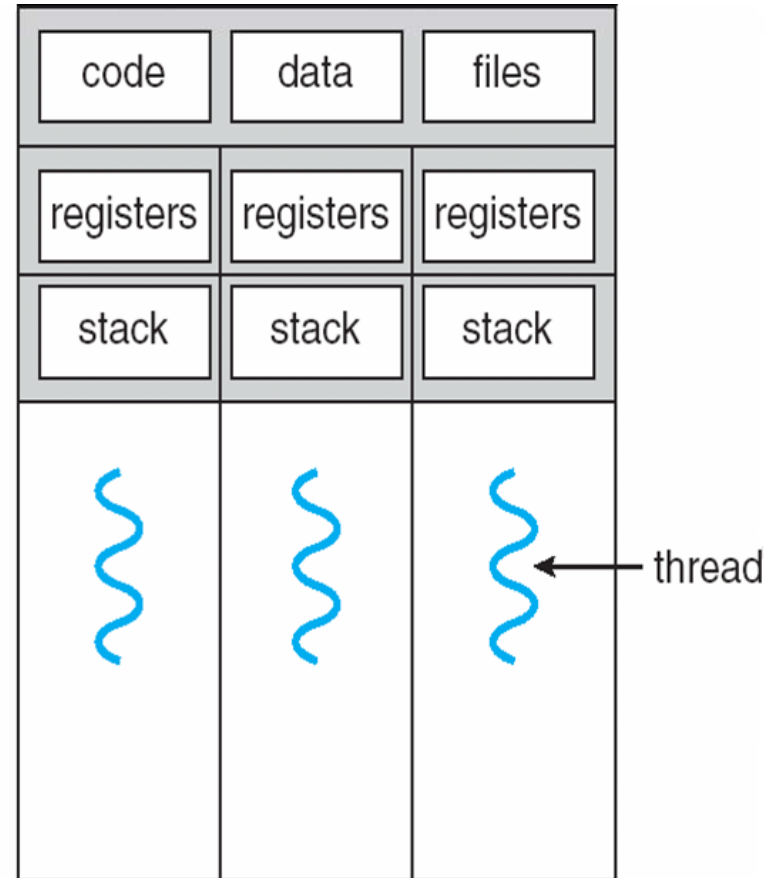 code data files
registers registers registers
stack stack stack
thread